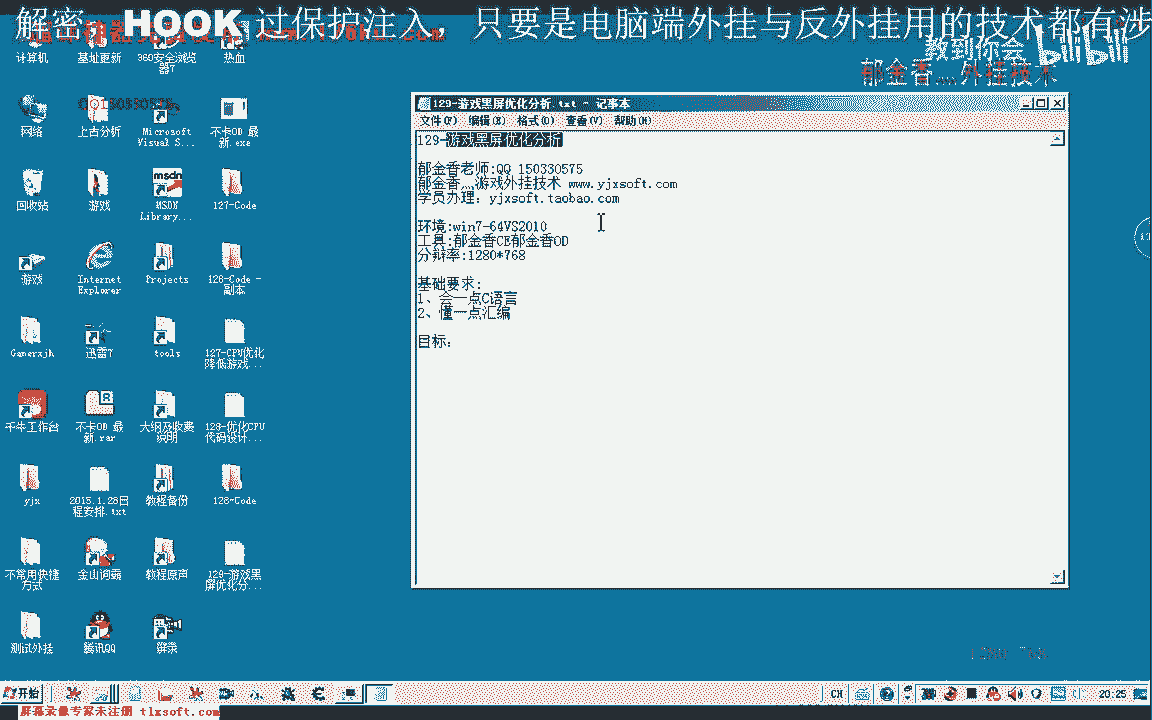 解密 HOOK 过保护注入，只要是电脑端外挂与反外挂用的技术都有涉
教到你会
bilibili
郁金香灬外挂技术
计算机
基址更新
360安全浏览器7
热血
网络
上古分析
Microsoft Visual S...
不卡OD 最新.exe
回收站
游戏
MSDN Library...
127-Code
游戏
Internet Explorer
Projects
128-Code - 副本
Gamerxjh
迅雷7
tools
127-CPU优化降低游戏...
千牛工作台
不卡OD 最新.rar
大纲及收费说明
128-优化CPU代码设计...
yjx
2015.1.28日程安排.txt
教程备份
128-Code
不常用快捷方式
金山词霸
教程原声
129-游戏黑屏优化分...
测试外挂
腾讯QQ
129-游戏黑屏优化分析.txt - 记事本
文件(F) 编辑(E) 格式(O) 查看(V) 帮助(H)
129-游戏黑屏优化分析
郁金香老师:QQ 150330575
郁金香灬游戏外挂技术 www.yjxsoft.com
学员办理: yjxsoft.taobao.com
环境:win7-64VS2010
工具:郁金香CE郁金香OD
分辩率:1280*768
基础要求:
1、会一点C语言
2、懂一点汇编
目标:
开始
CH
20:25
屏幕录像专家未注册 tlxsoft.com